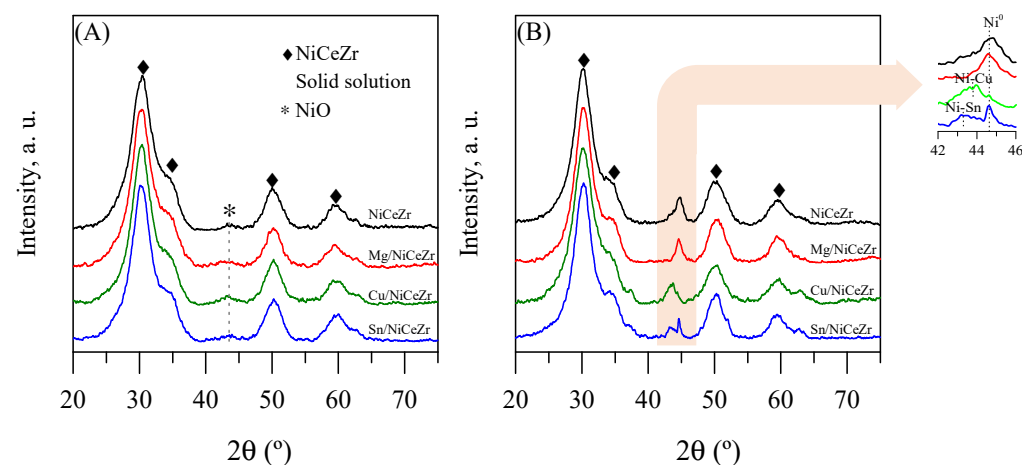 (A)
◆ NiCeZr
Solid solution
* NiO
*
NiCeZr
Mg/NiCeZr
Cu/NiCeZr
Sn/NiCeZr
Intensity, a. u.
20 30 40 50 60 70
2θ (º)
(B)
NiCeZr
Mg/NiCeZr
Cu/NiCeZr
Sn/NiCeZr
Intensity, a. u.
20 30 40 50 60 70
2θ (º)
Ni⁰
Ni-Cu
Ni-Sn
42 44 46